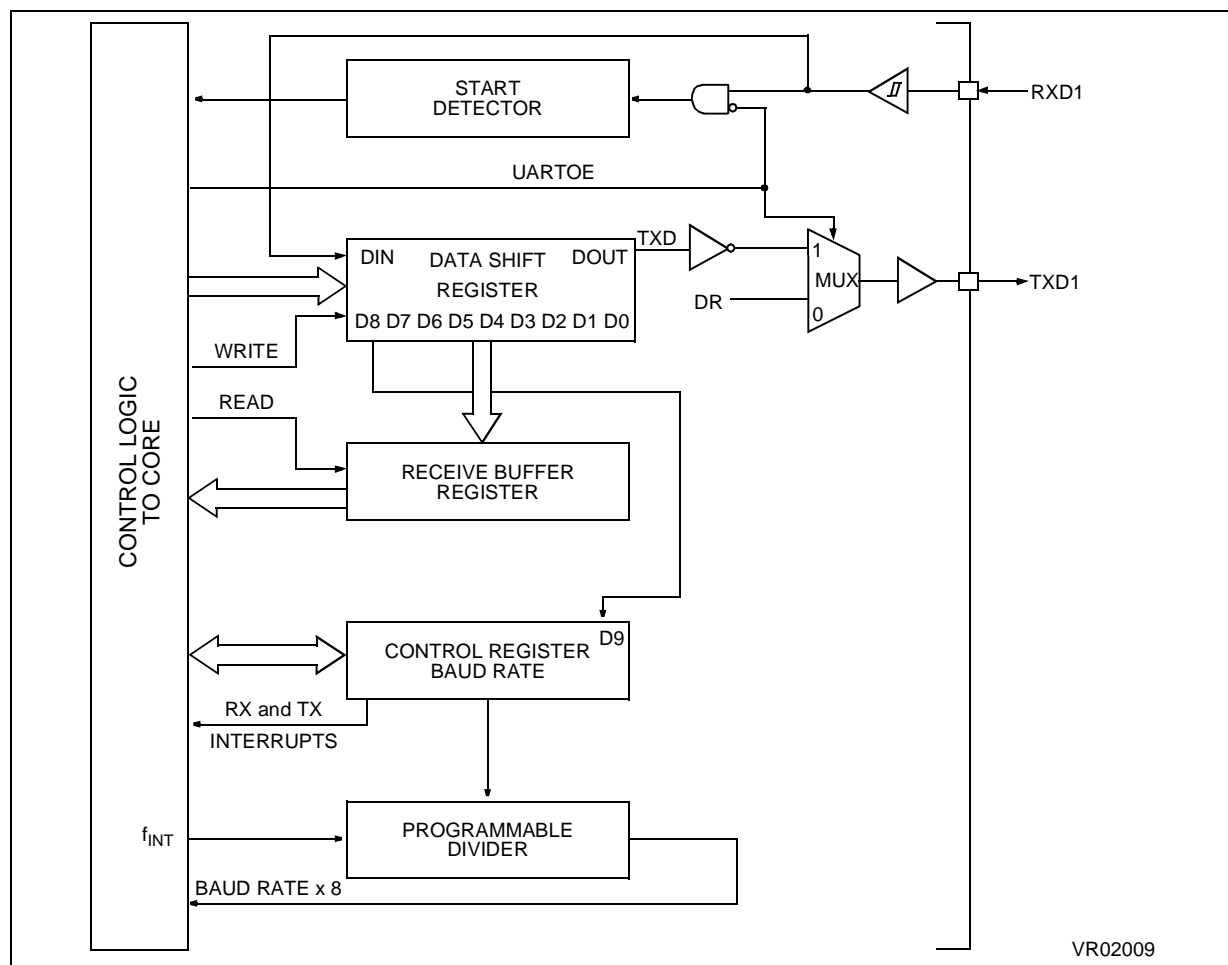 START
DETECTOR
RXD1
UARTOE
TXD
DIN DATA SHIFT DOUT
REGISTER
D8 D7 D6 D5 D4 D3 D2 D1 D0
1
MUX
0
DR
TXD1
WRITE
READ
CONTROL LOGIC
TO CORE
RECEIVE BUFFER
REGISTER
D9
CONTROL REGISTER
BAUD RATE
RX and TX
INTERRUPTS
fINT
PROGRAMMABLE
DIVIDER
BAUD RATE x 8
VR02009